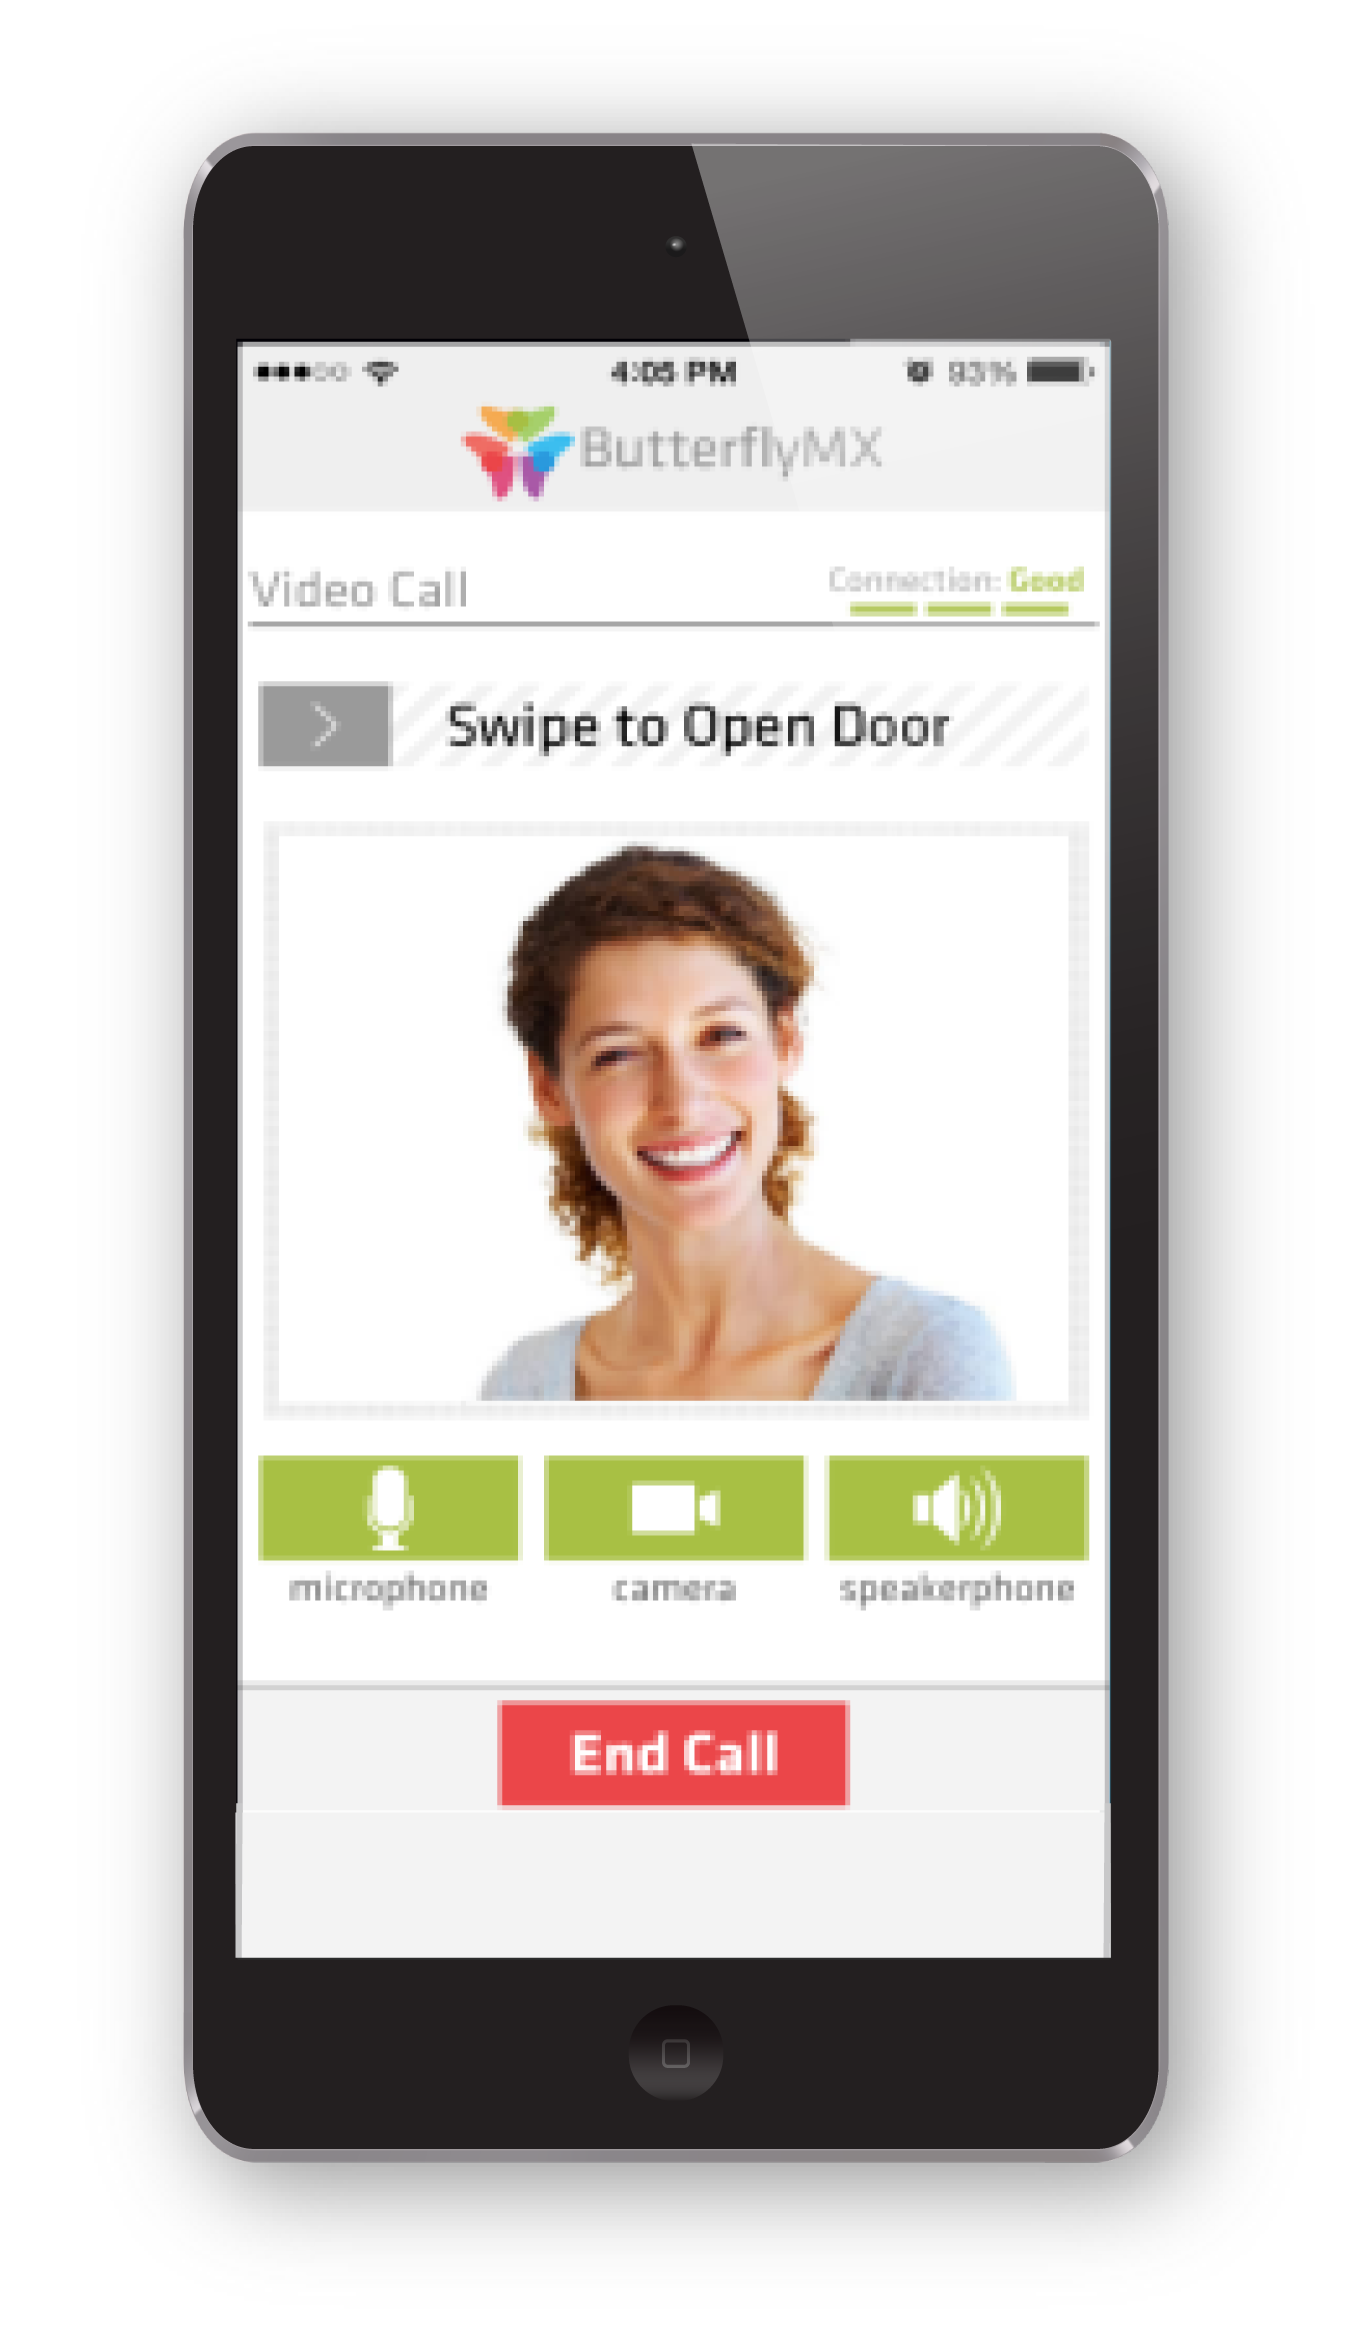 4:05 PM 93%
ButterflyMX
Video Call Connection: Good
Swipe to Open Door
microphone camera speakerphone
End Call